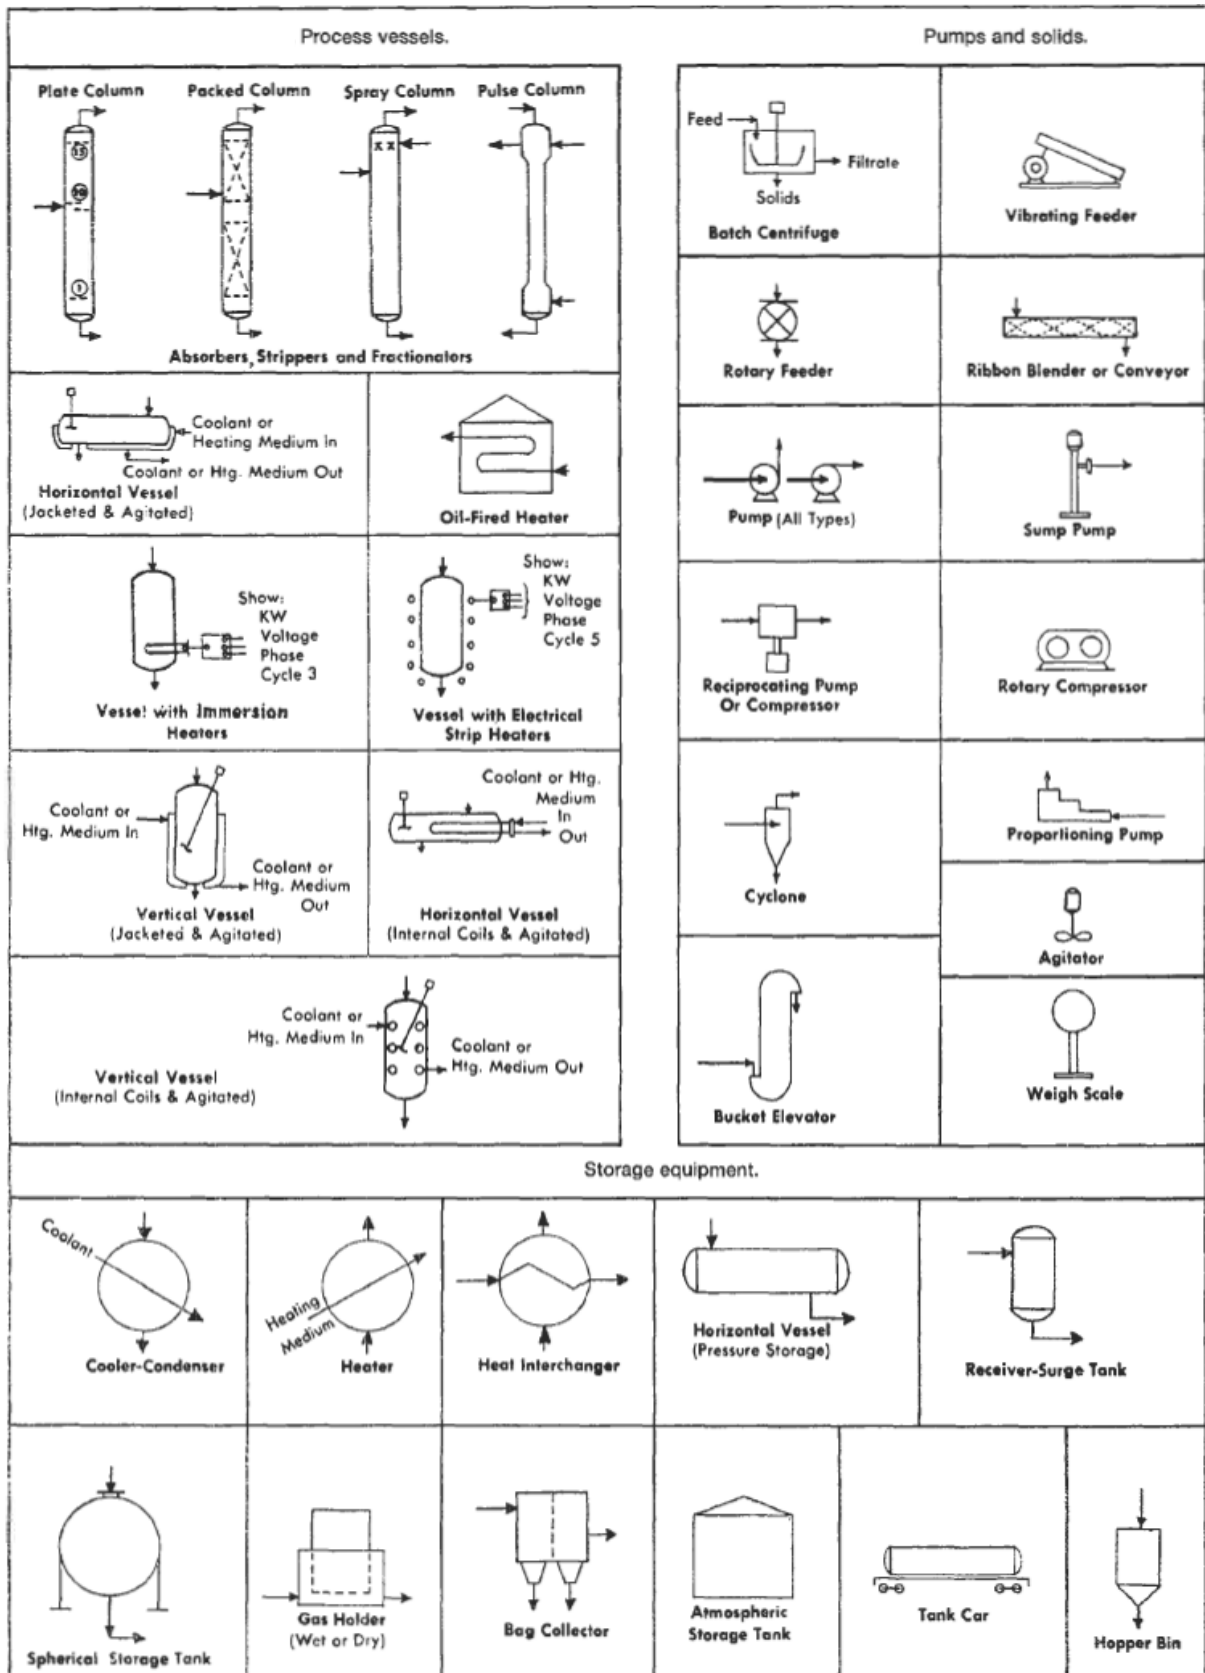 Process vessels.
Plate Column
Packed Column
Spray Column
Pulse Column
15
1
Absorbers, Strippers and Fractionators
Coolant or
Heating Medium In
Coolant or Htg. Medium Out
Horizontal Vessel
(Jacketed & Agitated)
Oil-Fired Heater
Show:
KW
Voltage
Phase
Cycle 3
Vessel with Immersion
Heaters
Show:
KW
Voltage
Phase
Cycle 5
Vessel with Electrical
Strip Heaters
Coolant or
Htg. Medium In
Coolant or
Htg. Medium
Out
Vertical Vessel
(Jacketed & Agitated)
Coolant or Htg.
Medium
In
Out
Horizontal Vessel
(Internal Coils & Agitated)
Coolant or
Htg. Medium In
Coolant or
Htg. Medium Out
Vertical Vessel
(Internal Coils & Agitated)
Pumps and solids.
Feed
Filtrate
Solids
Batch Centrifuge
Vibrating Feeder
Rotary Feeder
Ribbon Blender or Conveyor
Pump (All Types)
Sump Pump
Reciprocating Pump
Or Compressor
Rotary Compressor
Cyclone
Proportioning Pump
Agitator
Bucket Elevator
Weigh Scale
Storage equipment.
Coolant
Cooler-Condenser
Heating
Medium
Heater
Heat Interchanger
Horizontal Vessel
(Pressure Storage)
Receiver-Surge Tank
Spherical Storage Tank
Gas Holder
(Wet or Dry)
Bag Collector
Atmospheric
Storage Tank
Tank Car
Hopper Bin